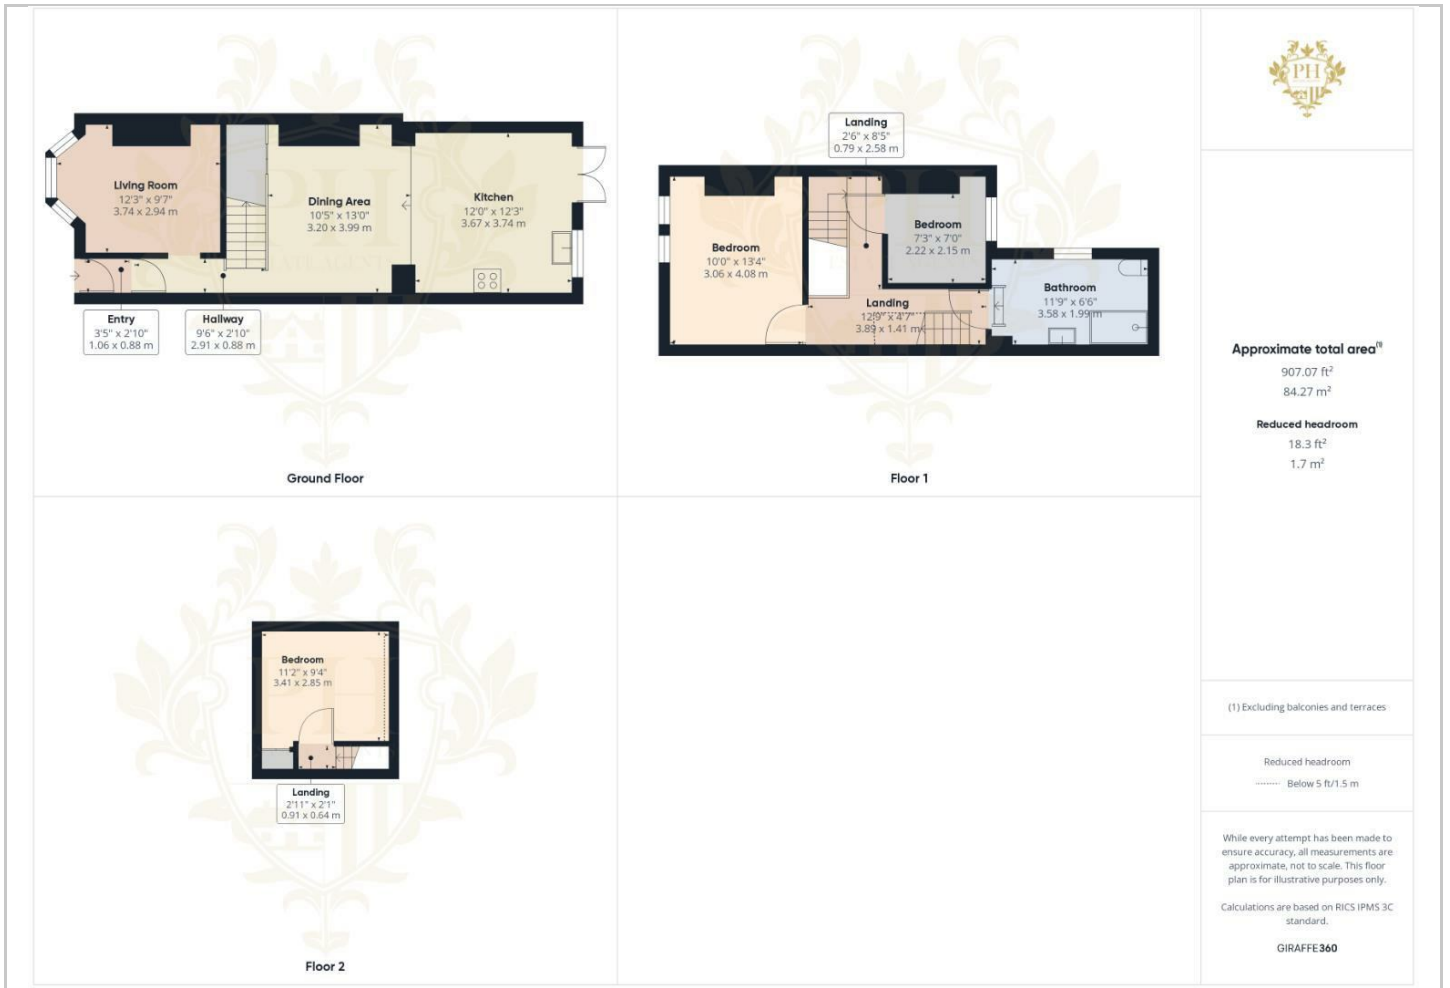 Living Room
12'3" x 9'7"
3.74 x 2.94 m
Dining Area
10'5" x 13'0"
3.20 x 3.99 m
Kitchen
12'0" x 12'3"
3.67 x 3.74 m
Entry
3'5" x 2'10"
1.06 x 0.88 m
Hallway
9'6" x 2'10"
2.91 x 0.88 m
Ground Floor
Landing
2'6" x 8'5"
0.79 x 2.58 m
Bedroom
10'0" x 13'4"
3.06 x 4.08 m
Bedroom
7'3" x 7'0"
2.22 x 2.15 m
Landing
12'9" x 4'7"
3.89 x 1.41 m
Bathroom
11'9" x 6'6"
3.58 x 1.99 m
Floor 1
Bedroom
11'2" x 9'4"
3.41 x 2.85 m
Landing
2'11" x 2'1"
0.91 x 0.64 m
Floor 2
PH
Approximate total area(1)
907.07 ft²
84.27 m²
Reduced headroom
18.3 ft²
1.7 m²
(1) Excluding balconies and terraces
Reduced headroom
Below 5 ft/1.5 m
While every attempt has been made to
ensure accuracy, all measurements are
approximate, not to scale. This floor
plan is for illustrative purposes only.
Calculations are based on RICS IPMS 3C
standard.
GIRAFFE360